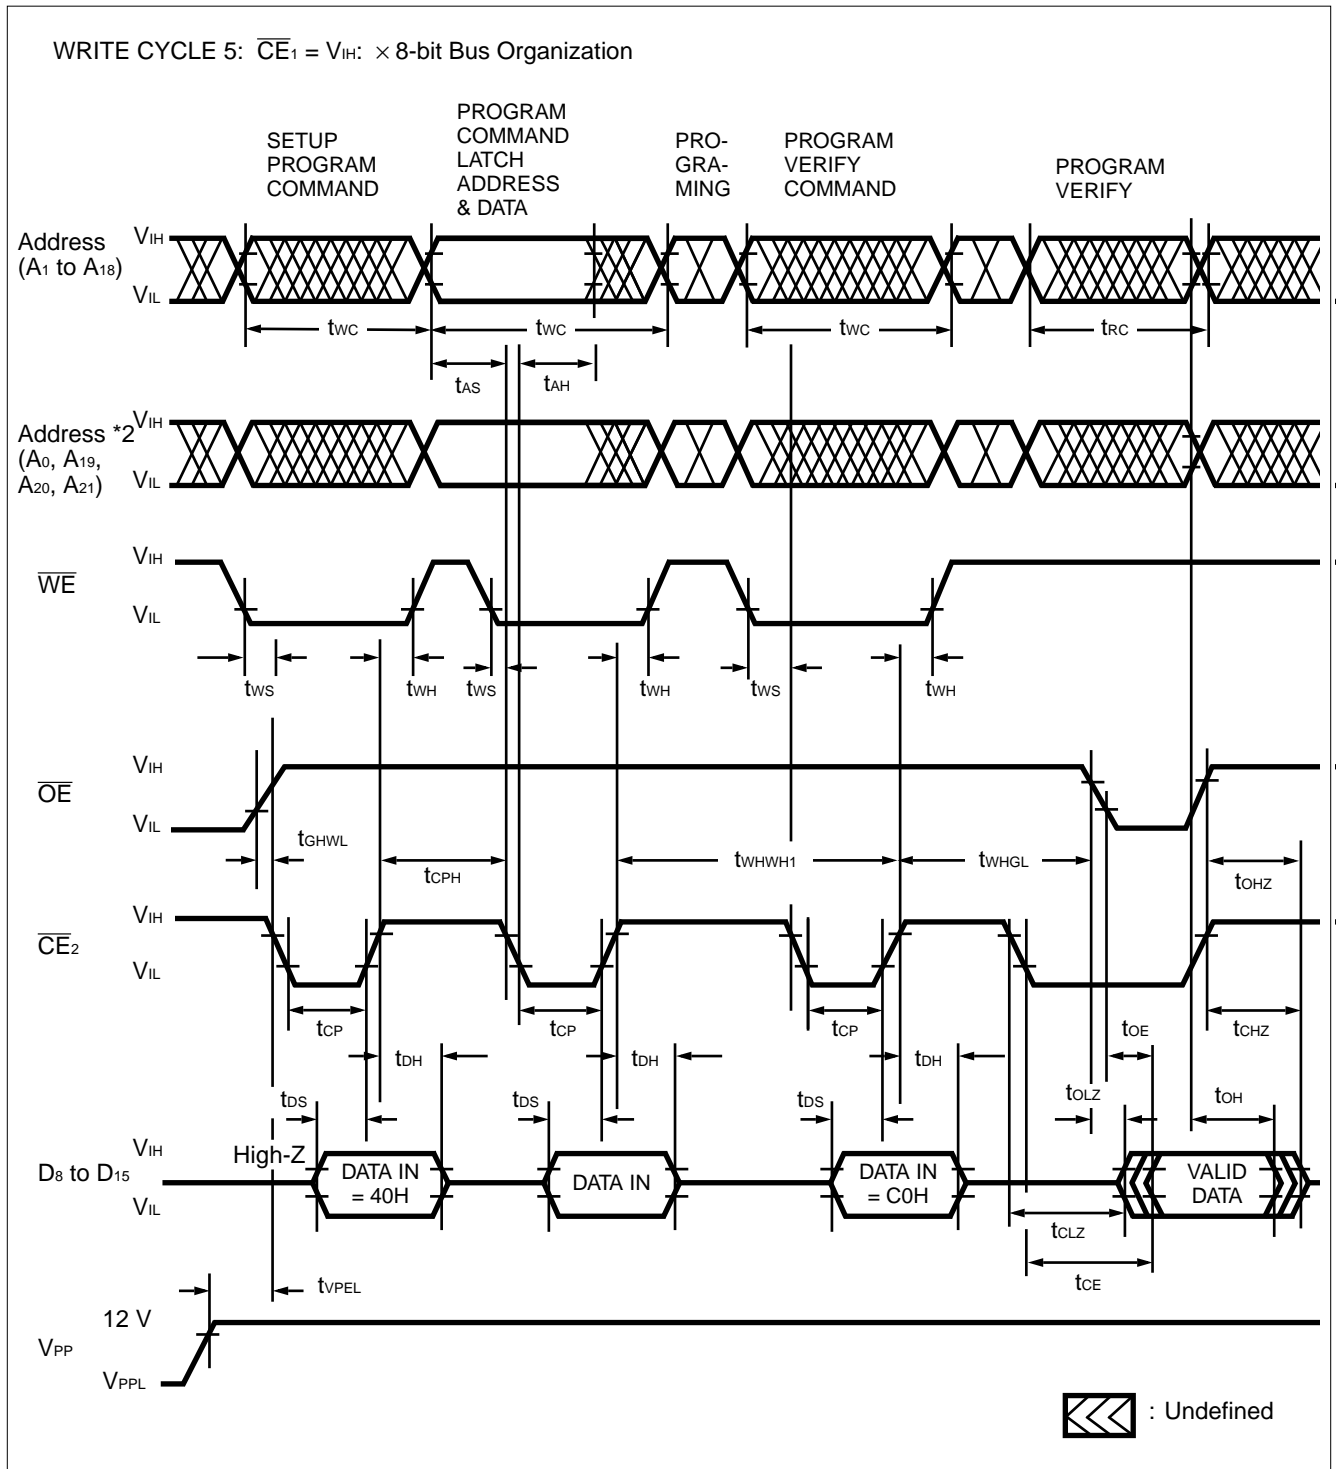 WRITE CYCLE 5: CE1 = VIH: × 8-bit Bus Organization
SETUP
PROGRAM
COMMAND
PROGRAM
COMMAND
LATCH
ADDRESS
& DATA
PRO-
GRA-
MING
PROGRAM
VERIFY
COMMAND
PROGRAM
VERIFY
Address
(A1 to A18)
VIH
VIL
tWC
tWC
tWC
tRC
tAS
tAH
Address *2
(A0, A19,
A20, A21)
VIH
VIL
WE
VIH
VIL
tWS
tWH
tWS
tWH
tWS
tWH
OE
VIH
VIL
tGHWL
tCPH
tWHWH1
tWHGL
tOHZ
CE2
VIH
VIL
tCP
tCP
tCP
tOE
tCHZ
tDH
tDH
tDH
tDS
tDS
tDS
tOLZ
tOH
D8 to D15
VIH
VIL
High-Z
DATA IN
= 40H
DATA IN
DATA IN
= C0H
VALID
DATA
tCLZ
tCE
tVPEL
VPP
12 V
VPPL
: Undefined